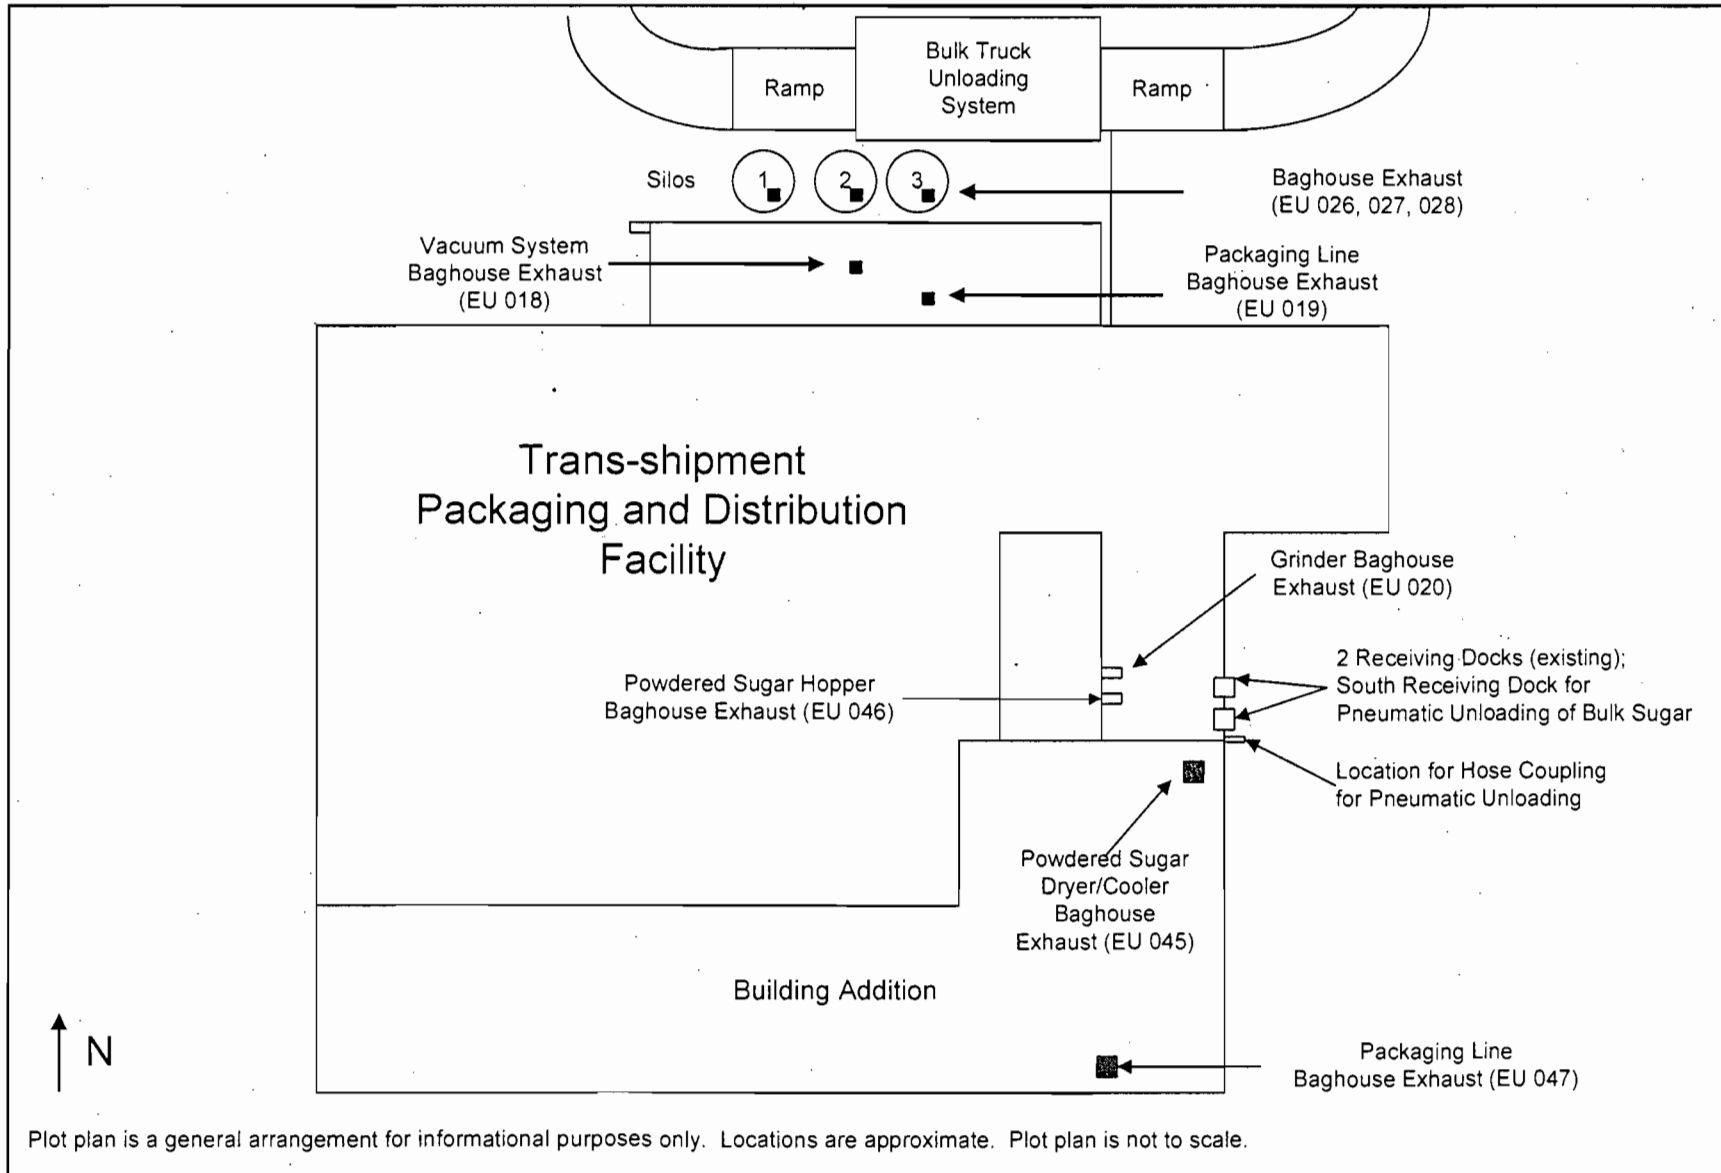 Bulk Truck
Unloading
System
Ramp
Ramp
Silos
1
2
3
Baghouse Exhaust
(EU 026, 027, 028)
Vacuum System
Baghouse Exhaust
(EU 018)
Packaging Line
Baghouse Exhaust
(EU 019)
Trans-shipment
Packaging and Distribution
Facility
Grinder Baghouse
Exhaust (EU 020)
Powdered Sugar Hopper
Baghouse Exhaust (EU 046)
2 Receiving Docks (existing);
South Receiving Dock for
Pneumatic Unloading of Bulk Sugar
Location for Hose Coupling
for Pneumatic Unloading
Powdered Sugar
Dryer/Cooler
Baghouse
Exhaust (EU 045)
Building Addition
N
Packaging Line
Baghouse Exhaust (EU 047)
Plot plan is a general arrangement for informational purposes only. Locations are approximate. Plot plan is not to scale.